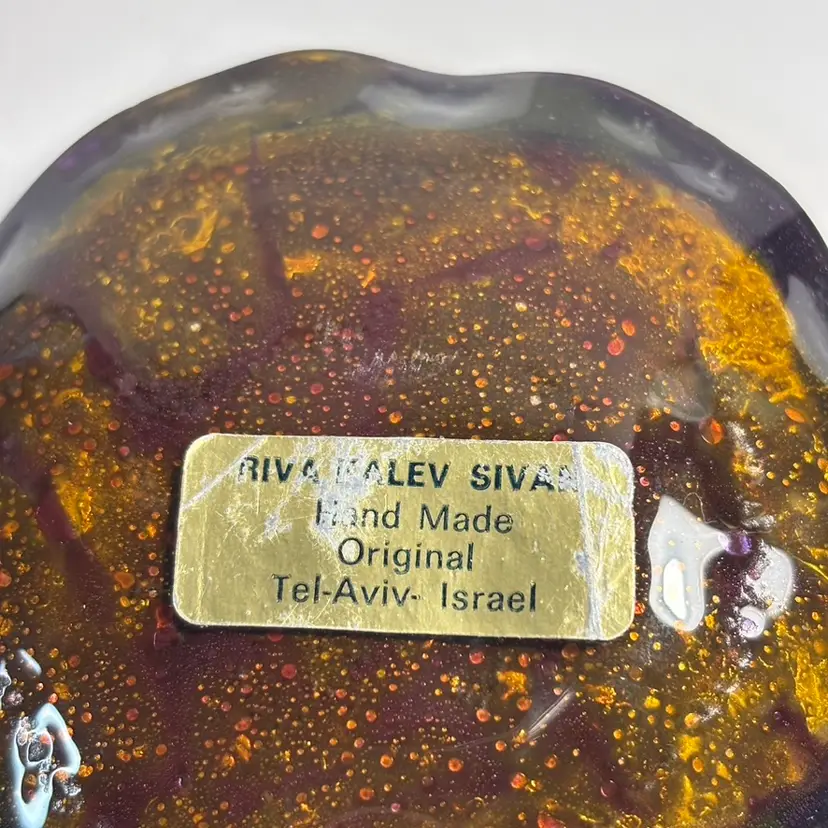 RIVA KALEV SIVAN
Hand Made
Original
Tel-Aviv- Israel